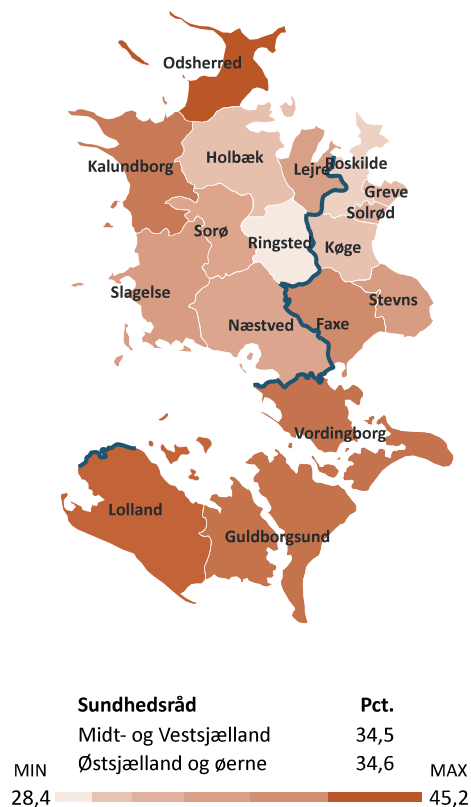 Odsherred
Kalundborg
Holbæk
Lejre
Roskilde
Greve
Solrød
Sorø
Ringsted
Køge
Slagelse
Stevns
Næstved
Faxe
Vordingborg
Lolland
Guldborgsund
Sundhedsråd Pct.
Midt- og Vestsjælland 34,5
Østsjælland og øerne 34,6
MIN MAX
28,4 45,2